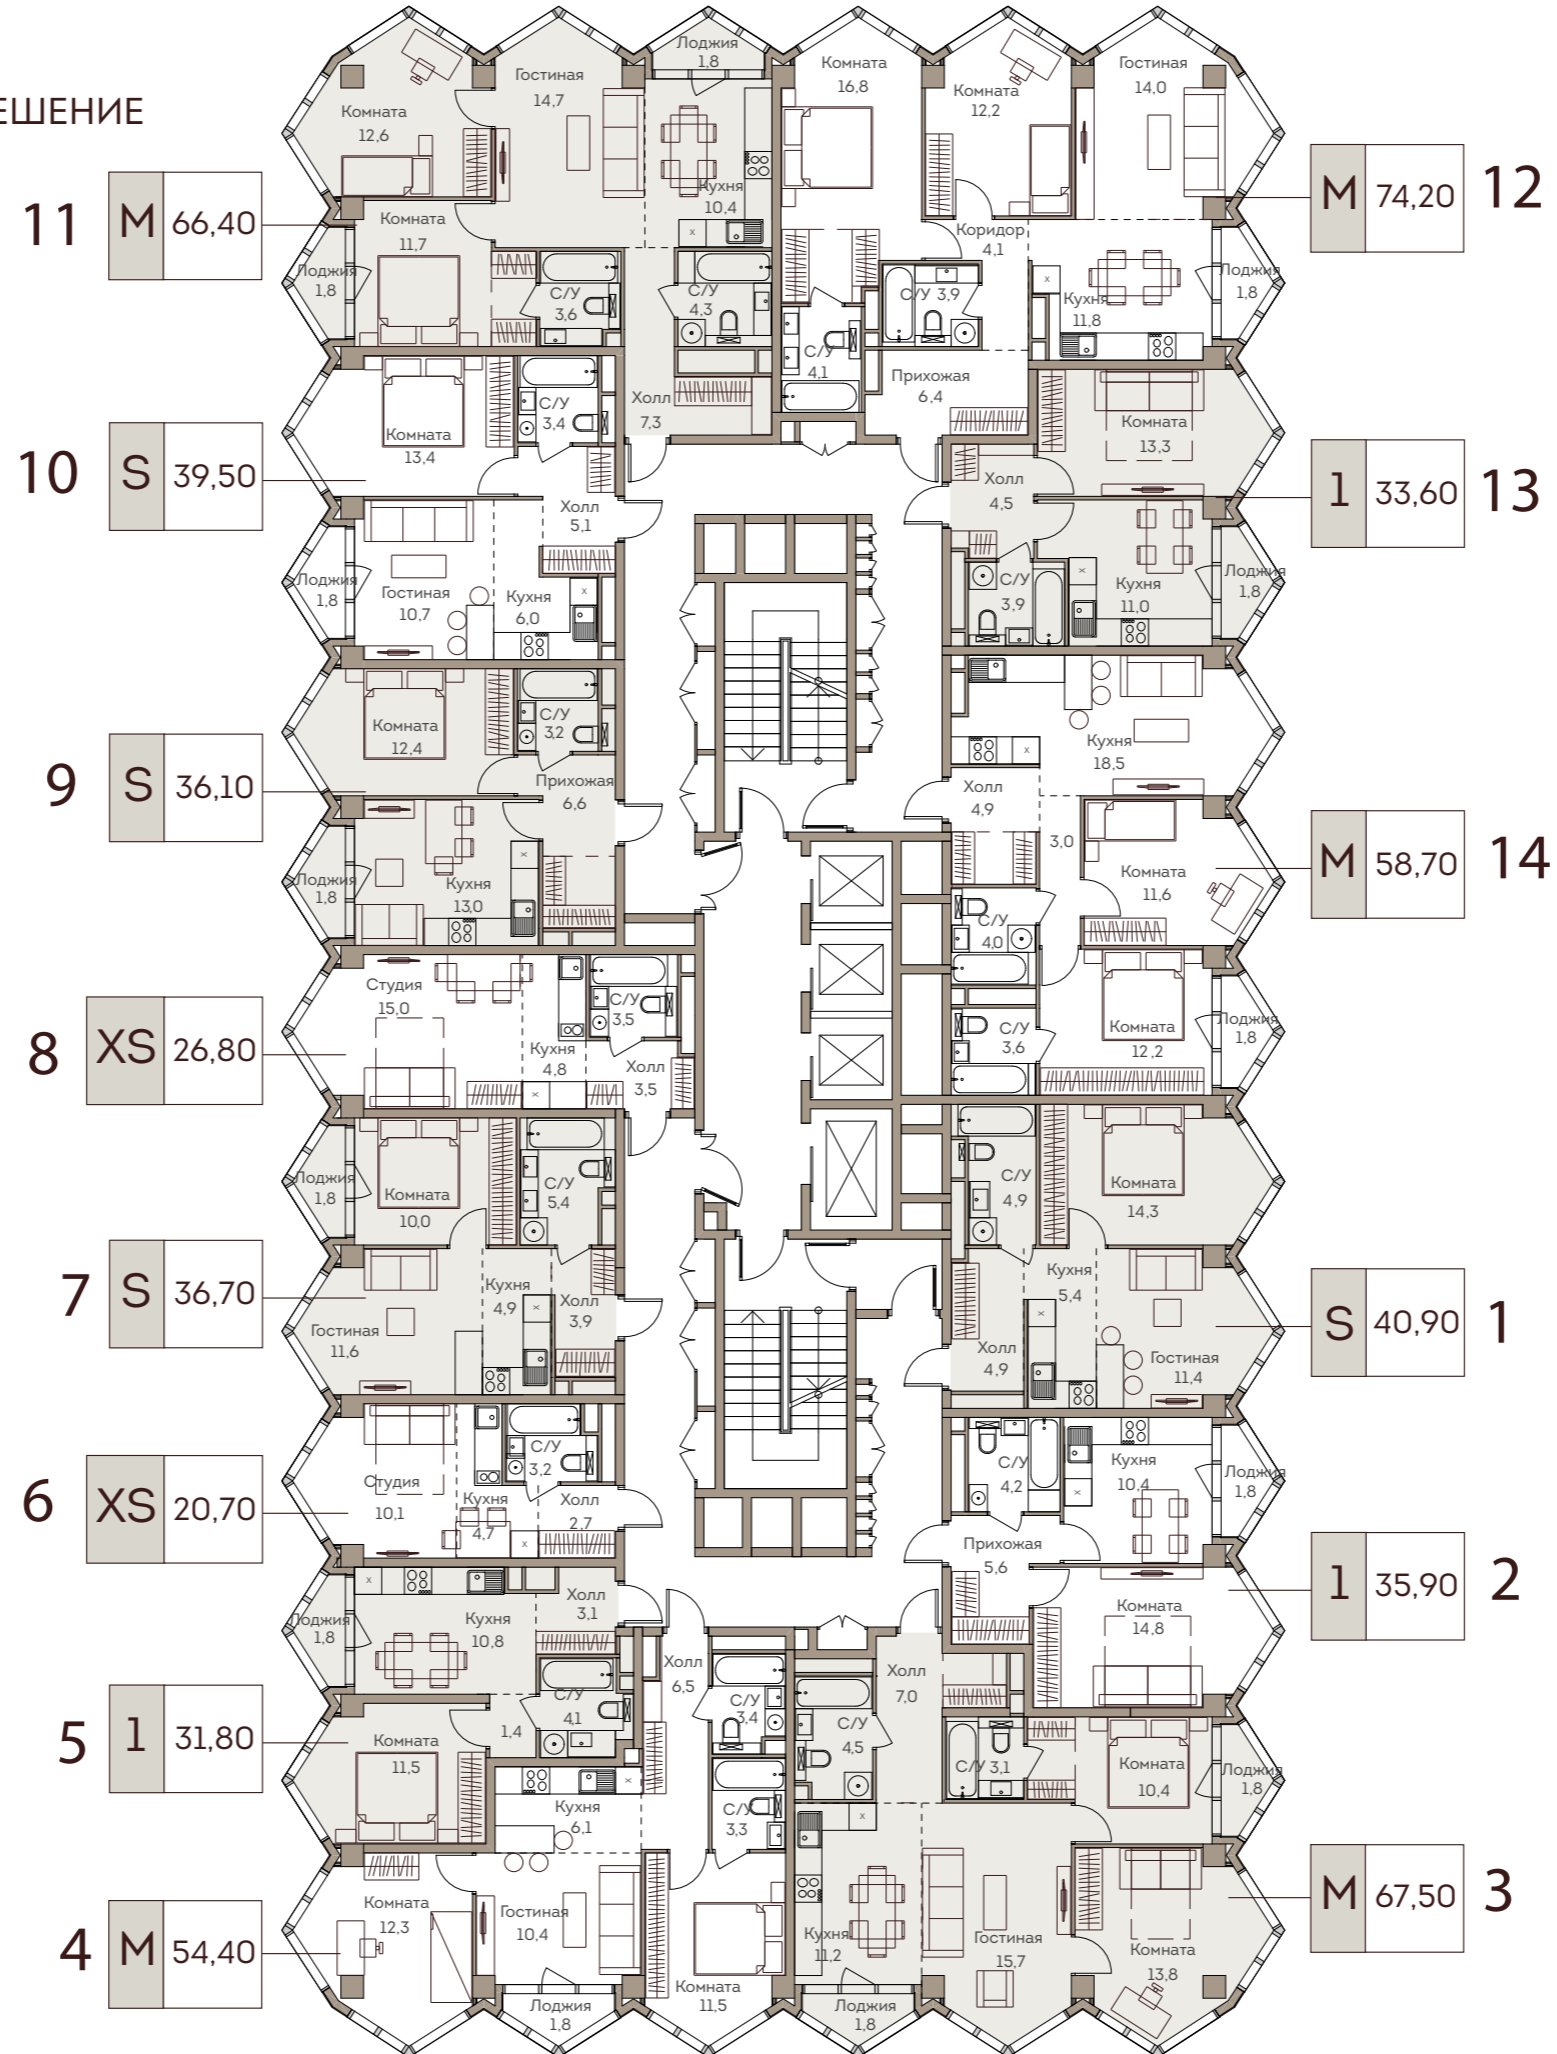 ЕШЕНИЕ
11
М
66,40
Комната
12,6
Гостиная
14,7
Лоджия
1,8
Кухня
10,4
Комната
11,7
Лоджия
1,8
С/У
3,6
С/У
4,3
Холл
7,3
12
М
74,20
Комната
16,8
Комната
12,2
Гостиная
14,0
Коридор
4,1
С/У 3,9
С/У
4,1
Кухня
11,8
Лоджия
1,8
Прихожая
6,4
10
S
39,50
Комната
13,4
С/У
3,4
Холл
5,1
Лоджия
1,8
Гостиная
10,7
Кухня
6,0
x
13
1
33,60
Комната
13,3
Холл
4,5
С/У
3,9
Кухня
11,0
Лоджия
1,8
9
S
36,10
Комната
12,4
С/У
3,2
Прихожая
6,6
Лоджия
1,8
Кухня
13,0
14
М
58,70
Кухня
18,5
Холл
4,9
3,0
Комната
11,6
С/У
4,0
Комната
12,2
Лоджия
1,8
С/У
3,6
8
XS
26,80
Студия
15,0
Кухня
4,8
С/У
3,5
Холл
3,5
7
S
36,70
Лоджия
1,8
Комната
10,0
С/У
5,4
Гостиная
11,6
Кухня
4,9
Холл
3,9
1
S
40,90
С/У
4,9
Комната
14,3
Кухня
5,4
Холл
4,9
Гостиная
11,4
6
XS
20,70
Студия
10,1
Кухня
4,7
С/У
3,2
Холл
2,7
2
1
35,90
С/У
4,2
Кухня
10,4
Лоджия
1,8
Прихожая
5,6
Комната
14,8
5
1
31,80
Лоджия
1,8
Кухня
10,8
Холл
3,1
С/У
4,1
1,4
Комната
11,5
4
М
54,40
Холл
6,5
С/У
3,4
С/У
3,3
Кухня
6,1
Комната
12,3
Гостиная
10,4
Лоджия
1,8
Комната
11,5
3
М
67,50
Холл
7,0
С/У
4,5
С/У 3,1
Комната
10,4
Лоджия
1,8
Кухня
11,2
Гостиная
15,7
Комната
13,8
Лоджия
1,8